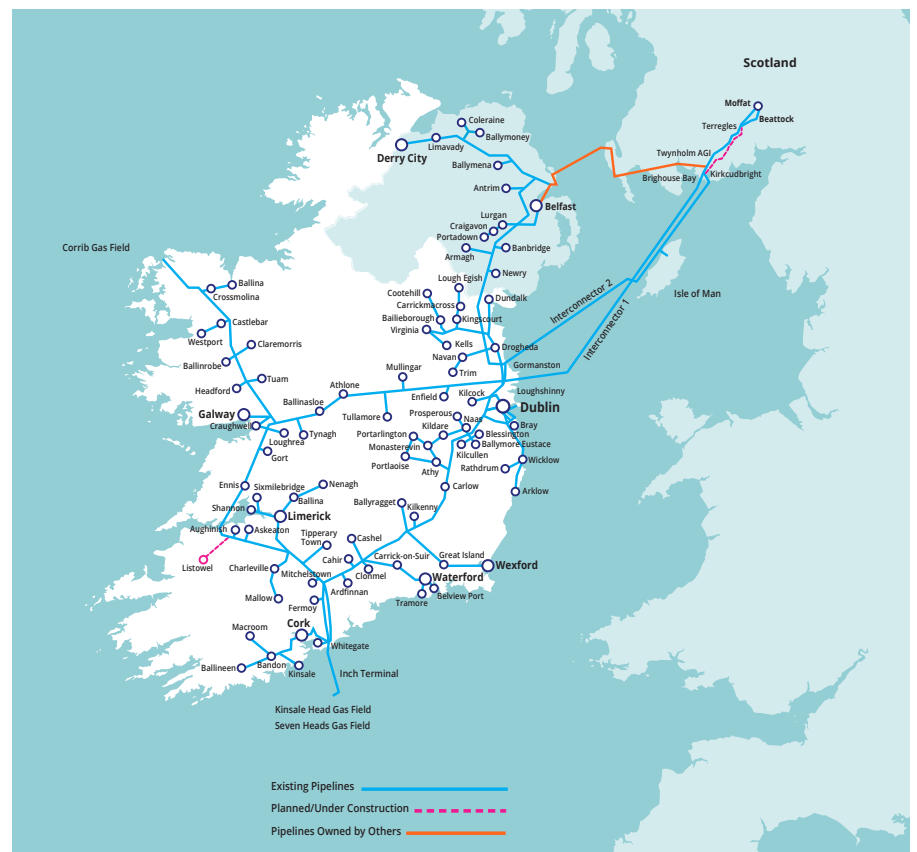 Scotland
Moffat
Beattock
Terregles
Twynholm AGI
Kirkcudbright
Brighouse Bay
Coleraine
Ballymoney
Limavady
Derry City
Ballymena
Antrim
Belfast
Lurgan
Craigavon
Portadown
Banbridge
Armagh
Newry
Corrib Gas Field
Lough Egish
Ballina
Crossmolina
Cootehill
Dundalk
Carrickmacross
Isle of Man
Interconnector 2
Interconnector 1
Bailieborough
Kingscourt
Castlebar
Virginia
Westport
Claremorris
Kells
Drogheda
Navan
Ballinrobe
Mullingar
Trim
Gormanston
Tuam
Headford
Athlone
Enfield
Kilcock
Loughshinny
Ballinasloe
Dublin
Galway
Tullamore
Prosperous
Naas
Craughwell
Kildare
Bray
Loughrea
Tynagh
Portarlington
Blessington
Monasterevin
Ballymore Eustace
Gort
Kilcullen
Wicklow
Portlaoise
Athy
Rathdrum
Ennis
Sixmilebridge
Nenagh
Carlow
Arklow
Ballina
Shannon
Ballyragget
Kilkenny
Limerick
Aughinish
Askeaton
Tipperary
Town
Cashel
Listowel
Charleville
Cahir
Carrick-on-Suir
Great Island
Wexford
Mitchelstown
Clonmel
Waterford
Ardfinnan
Mallow
Fermoy
Tramore
Belview Port
Cork
Macroom
Whitegate
Ballineen
Bandon
Kinsale
Inch Terminal
Kinsale Head Gas Field
Seven Heads Gas Field
Existing Pipelines
Planned/Under Construction
Pipelines Owned by Others